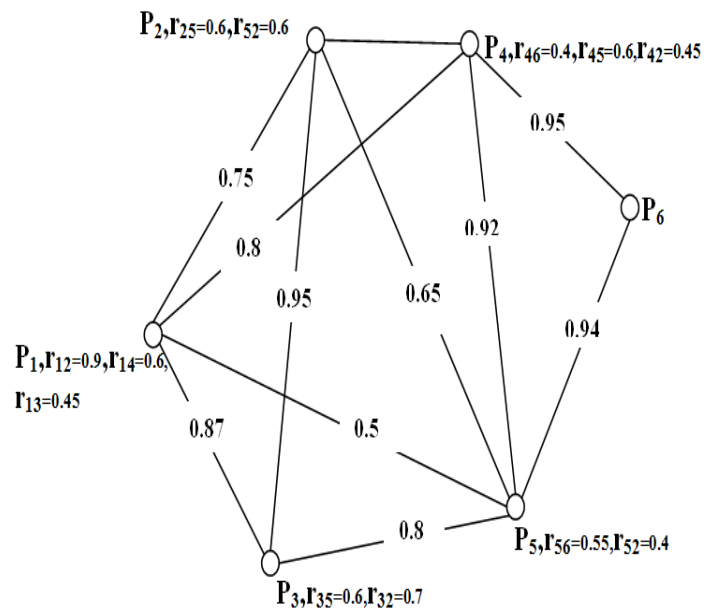 P2,r25=0.6,r52=0.6
P4,r46=0.4,r45=0.6,r42=0.45
0.95
0.75
P6
0.8
0.92
0.95
0.65
0.94
P1,r12=0.9,r14=0.6,
r13=0.45
0.87
0.5
0.8
P5,r56=0.55,r52=0.4
P3,r35=0.6,r32=0.7